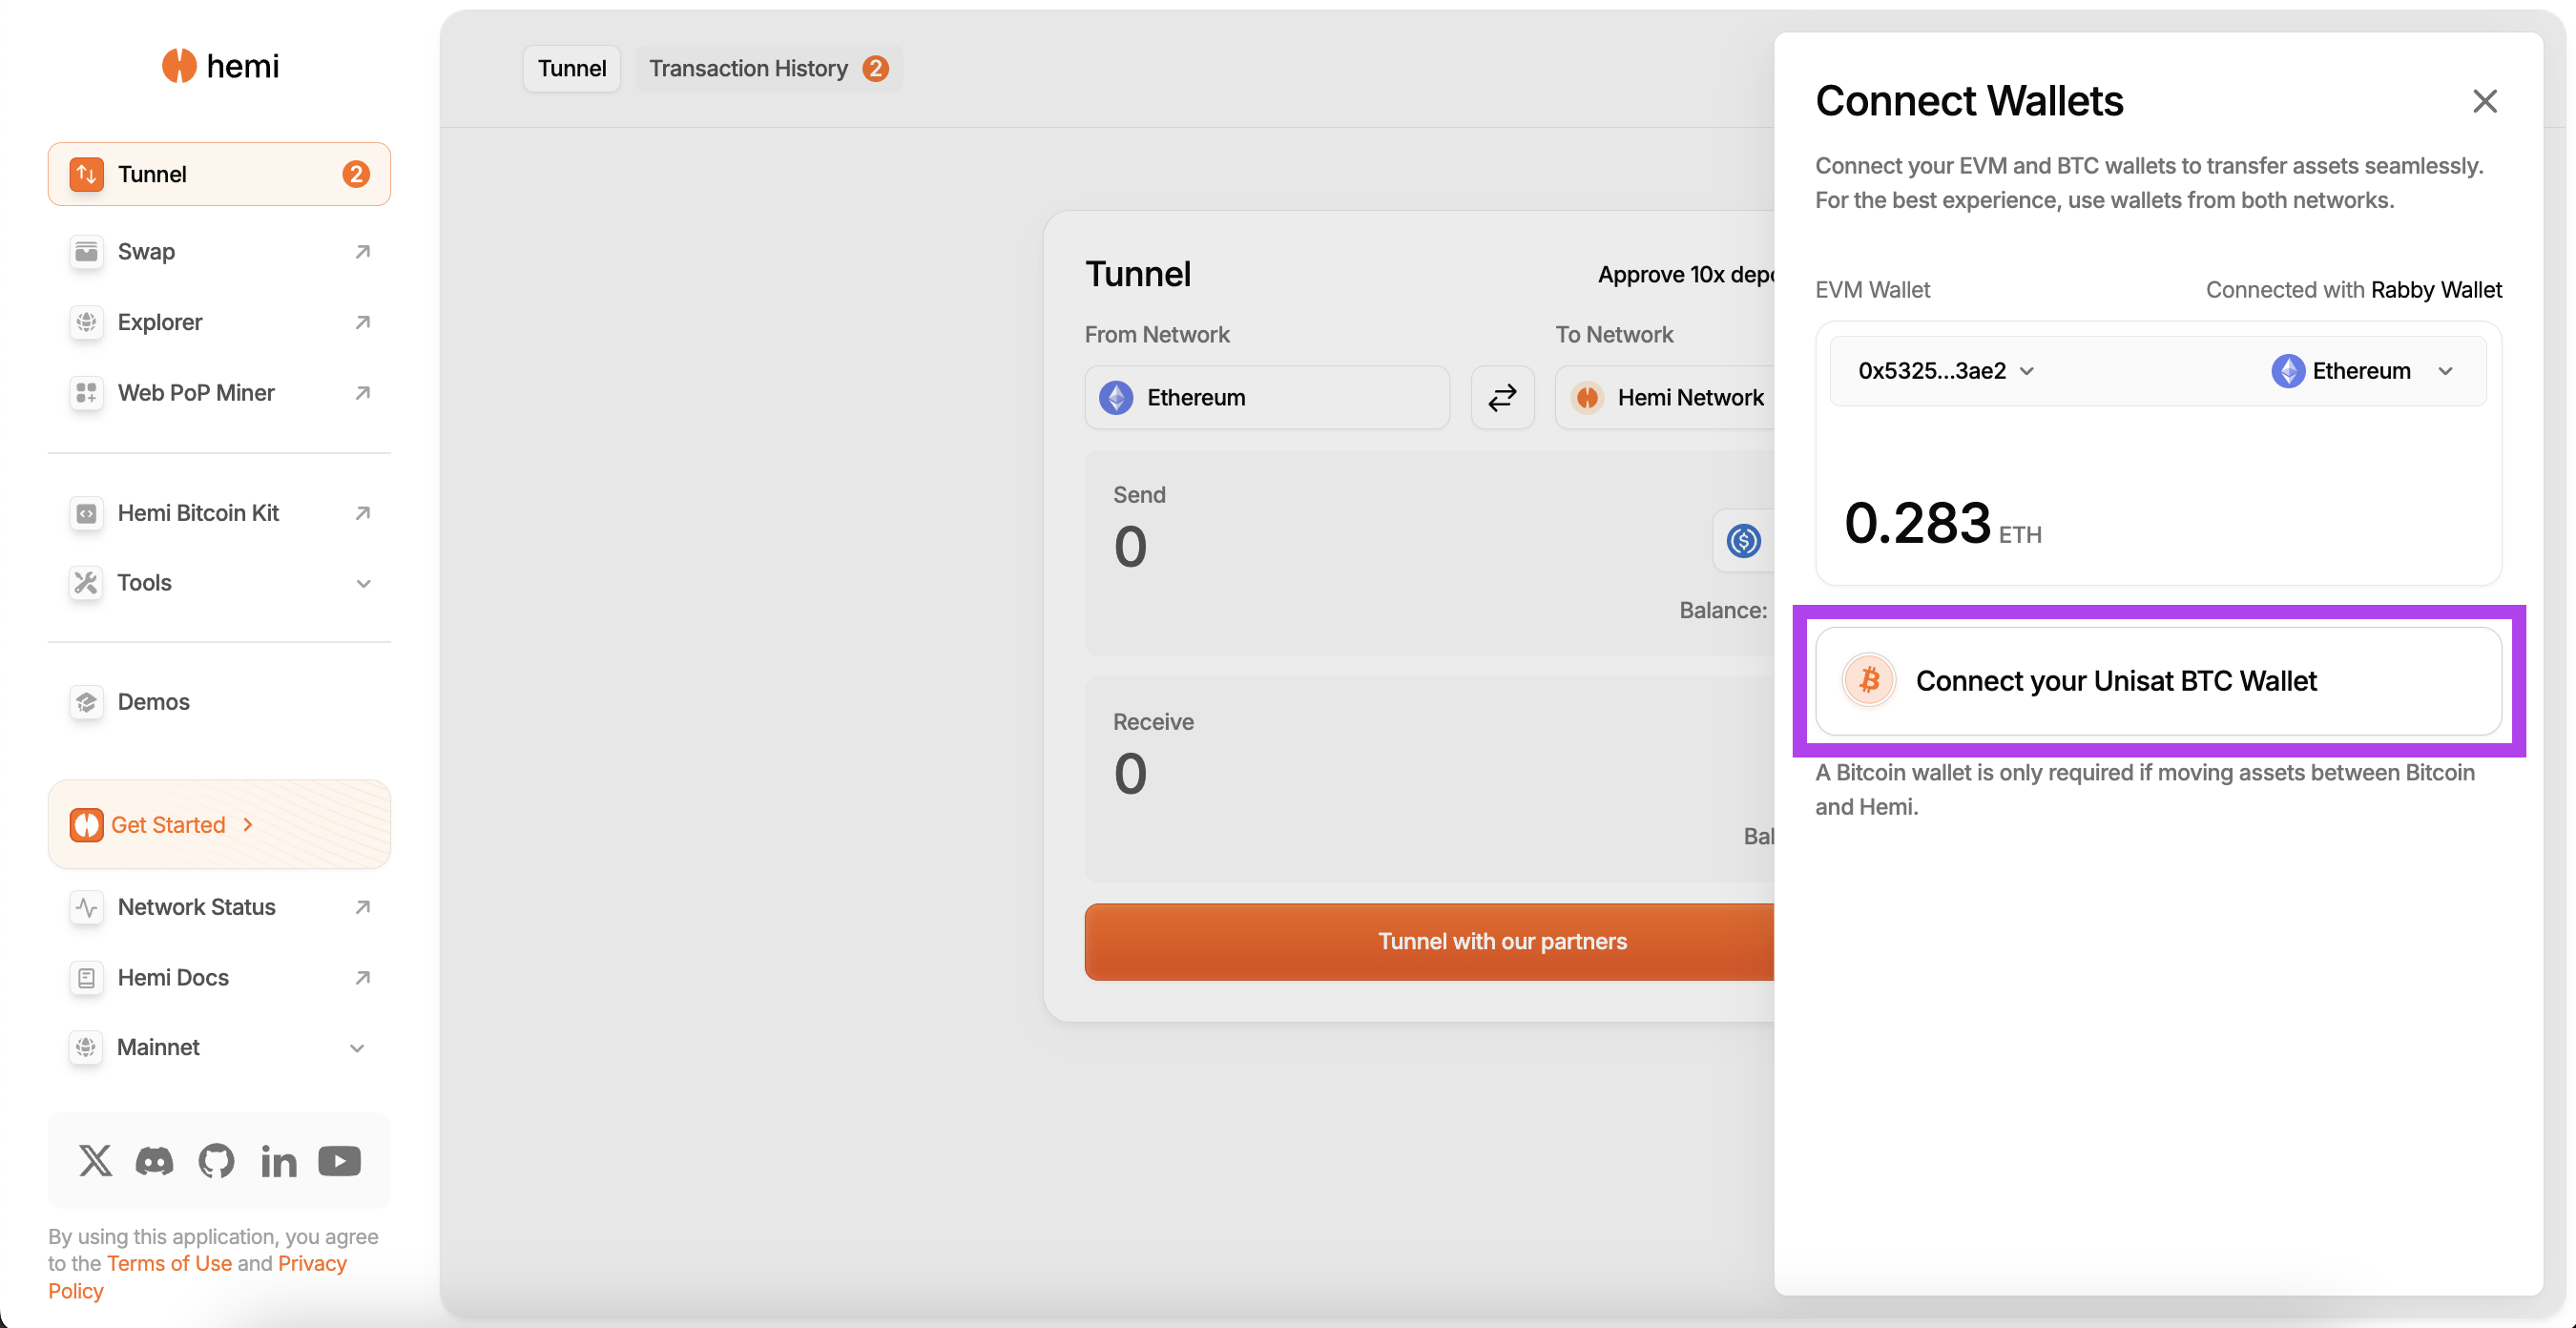 hemi
Tunnel
2
Swap
Explorer
Web PoP Miner
Hemi Bitcoin Kit
Tools
Demos
Get Started
Network Status
Hemi Docs
Mainnet
By using this application, you agree
to the Terms of Use and Privacy
Policy
Tunnel
Transaction History 2
Tunnel
Approve 10x
From Network
To Network
Ethereum
Hemi Network
Send
0
Balance:
Receive
0
Tunnel with our partners
Connect Wallets
Connect your EVM and BTC wallets to transfer assets seamlessly.
For the best experience, use wallets from both networks.
EVM Wallet
Connected with Rabby Wallet
0x5325...3ae2
Ethereum
0.283 ETH
Connect your Unisat BTC Wallet
A Bitcoin wallet is only required if moving assets between Bitcoin
and Hemi.